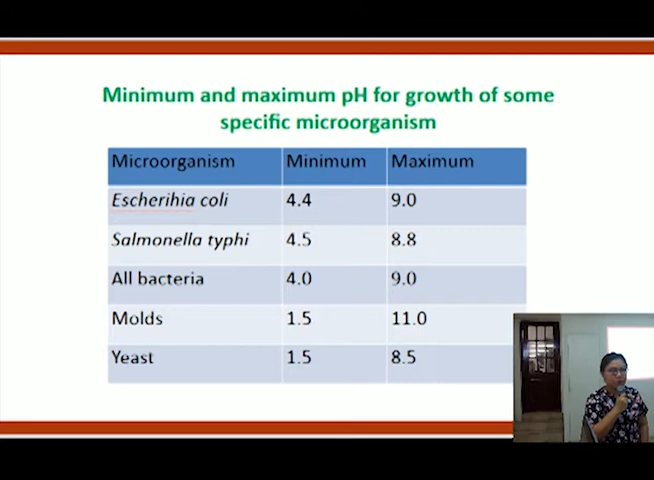 Minimum and maximum pH for growth of some
specific microorganism
Microorganism Minimum Maximum
Escherihia coli 4.4 9.0
Salmonella typhi 4.5 8.8
All bacteria 4.0 9.0
Molds 1.5 11.0
Yeast 1.5 8.5